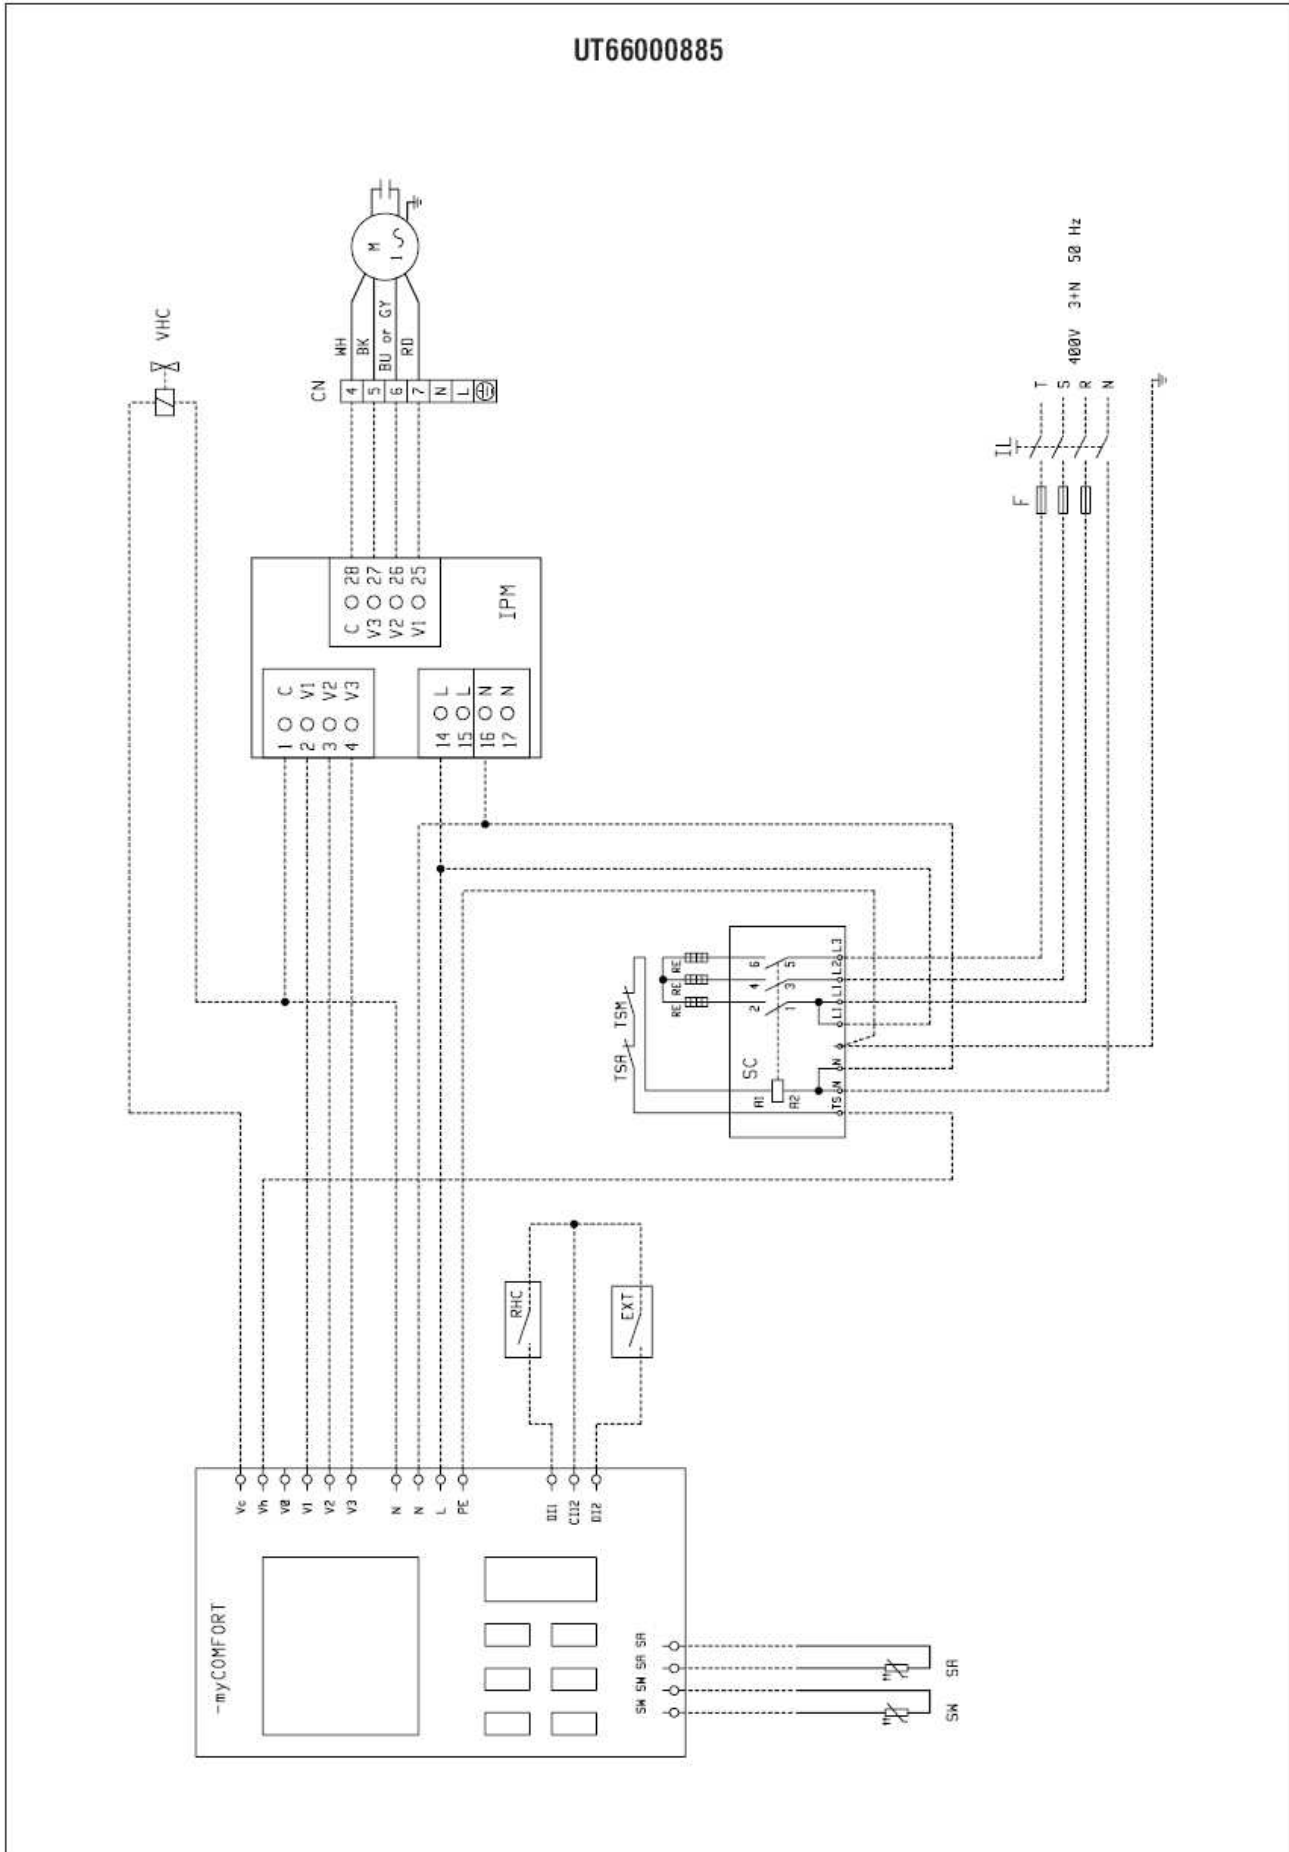 UT66000885
VHC
M
1
WH
BK
BU or GY
RD
CN
4
5
6
7
N
L
C 28
V3 27
V2 26
V1 25
IPM
1 C
2 V1
3 V2
4 V3
14 L
15 L
16 N
17 N
400V 3+N 50 Hz
T
S
R
N
IL
F
RE
RE
RE
TSM
TSA
SC
2
4
6
1
3
5
A1
A2
TS
N
N
L1
L1
L2
L3
RHC
EXT
Vc
Vh
V0
V1
V2
V3
N
N
L
PE
DI1
CI12
DI2
-myCOMFORT
SW SW SA SA
SW
SA